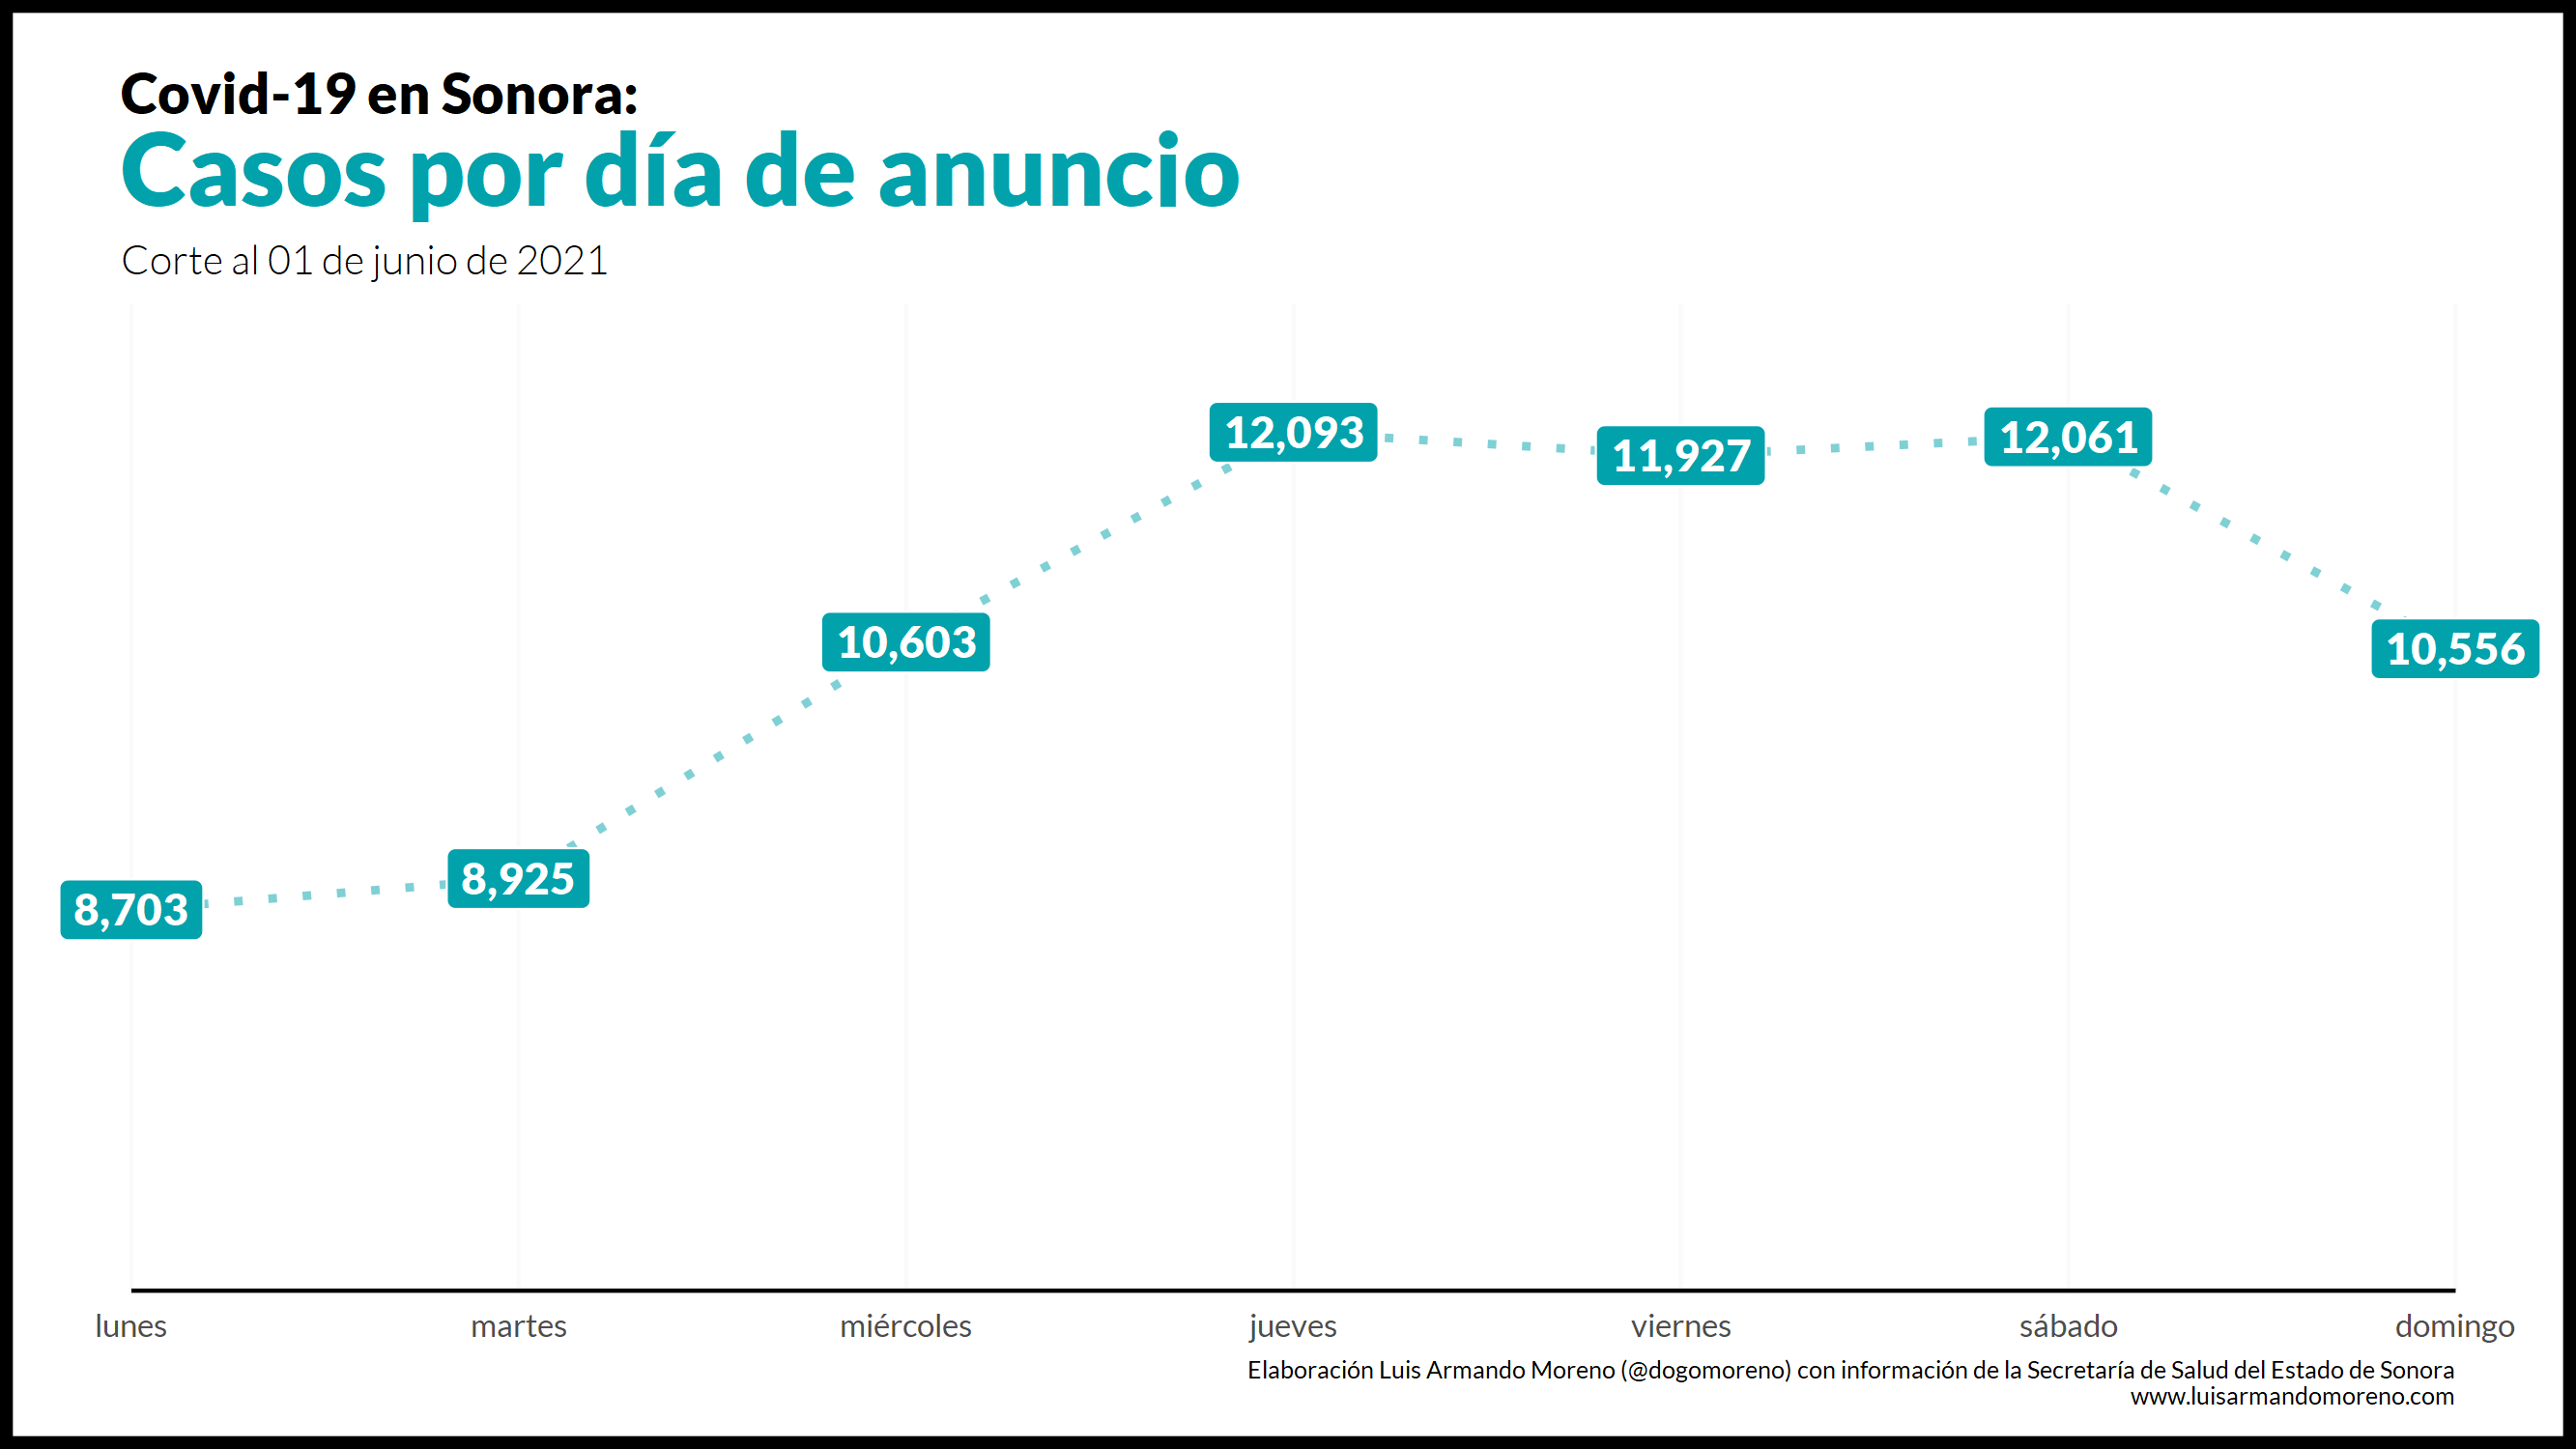 Covid-19 en Sonora:
Casos por día de anuncio
Corte al 01 de junio de 2021
12,093
11,927
12,061
10,603
10,556
8,925
8,703
lunes martes miércoles jueves viernes sábado domingo
Elaboración Luis Armando Moreno (@dogomoreno) con información de la Secretaría de Salud del Estado de Sonora
www.luisarmandomoreno.com